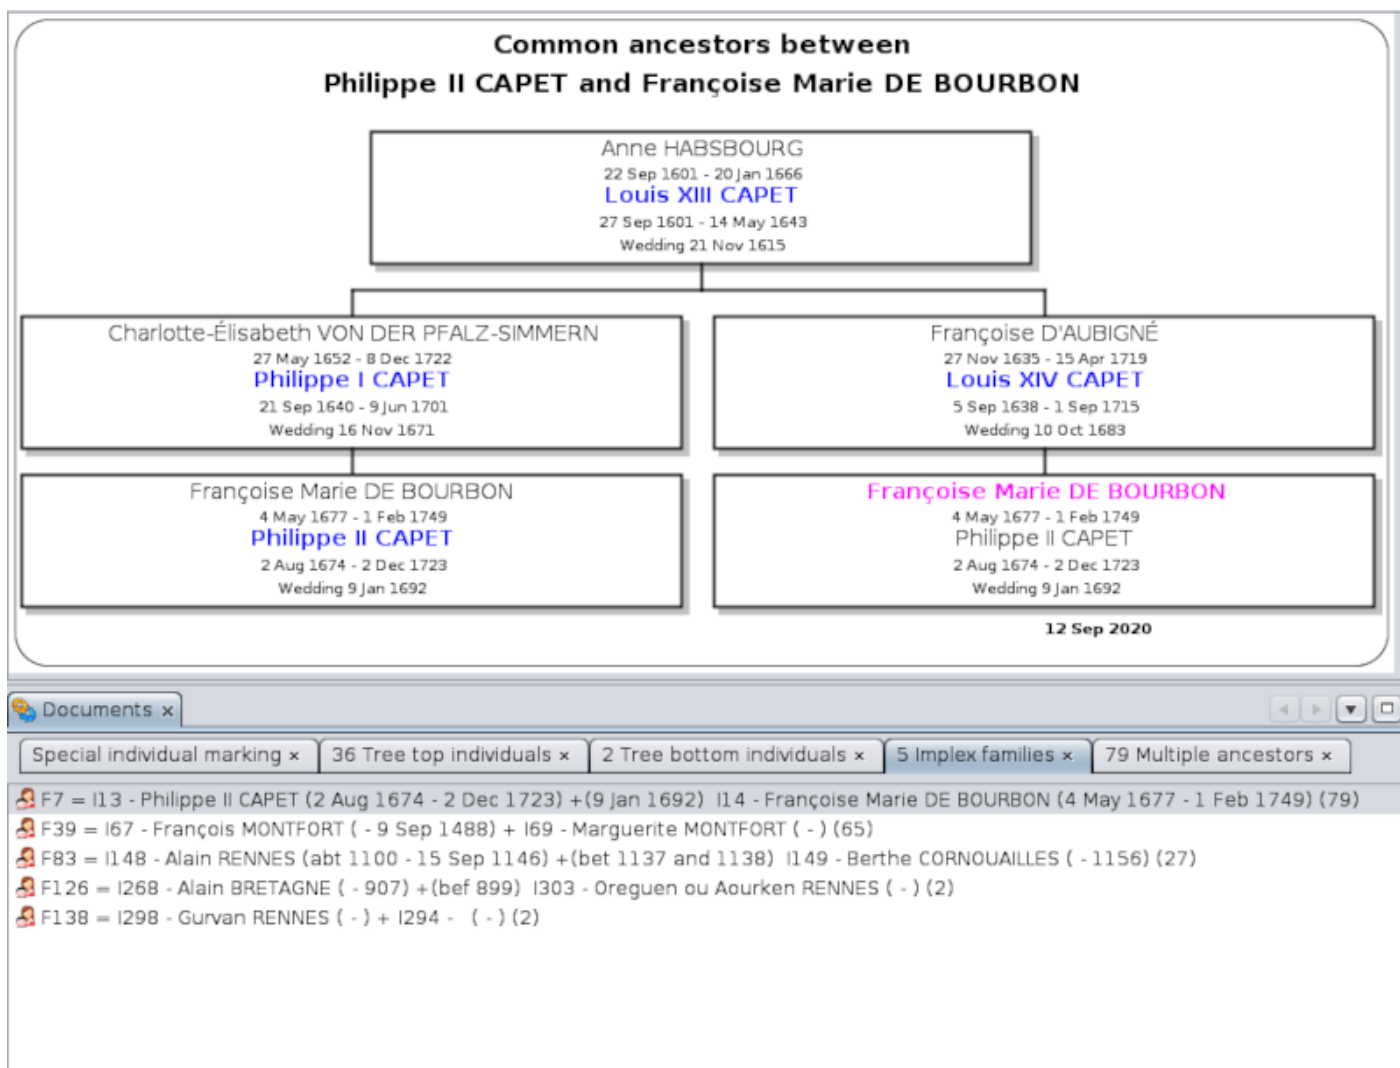 Common ancestors between
Philippe II CAPET and Françoise Marie DE BOURBON
Anne HABSBOURG
22 Sep 1601 - 20 Jan 1666
Louis XIII CAPET
27 Sep 1601 - 14 May 1643
Wedding 21 Nov 1615
Charlotte-Élisabeth VON DER PFALZ-SIMMERN
27 May 1652 - 8 Dec 1722
Philippe I CAPET
21 Sep 1640 - 9 Jun 1701
Wedding 16 Nov 1671
Françoise D'AUBIGNÉ
27 Nov 1635 - 15 Apr 1719
Louis XIV CAPET
5 Sep 1638 - 1 Sep 1715
Wedding 10 Oct 1683
Françoise Marie DE BOURBON
4 May 1677 - 1 Feb 1749
Philippe II CAPET
2 Aug 1674 - 2 Dec 1723
Wedding 9 Jan 1692
Françoise Marie DE BOURBON
4 May 1677 - 1 Feb 1749
Philippe II CAPET
2 Aug 1674 - 2 Dec 1723
Wedding 9 Jan 1692
12 Sep 2020
Documents ×
Special individual marking × 36 Tree top individuals × 2 Tree bottom individuals × 5 Implex families × 79 Multiple ancestors ×
F7 = I13 - Philippe II CAPET (2 Aug 1674 - 2 Dec 1723) +(9 Jan 1692) I14 - Françoise Marie DE BOURBON (4 May 1677 - 1 Feb 1749) (79)
F39 = I67 - François MONTFORT ( - 9 Sep 1488) + I69 - Marguerite MONTFORT ( - ) (65)
F83 = I148 - Alain RENNES (abt 1100 - 15 Sep 1146) +(bet 1137 and 1138) I149 - Berthe CORNOUAILLES ( - 1156) (27)
F126 = I268 - Alain BRETAGNE ( - 907) +(bef 899) I303 - Oreguen ou Aourken RENNES ( - ) (2)
F138 = I298 - Gurvan RENNES ( - ) + I294 - ( - ) (2)